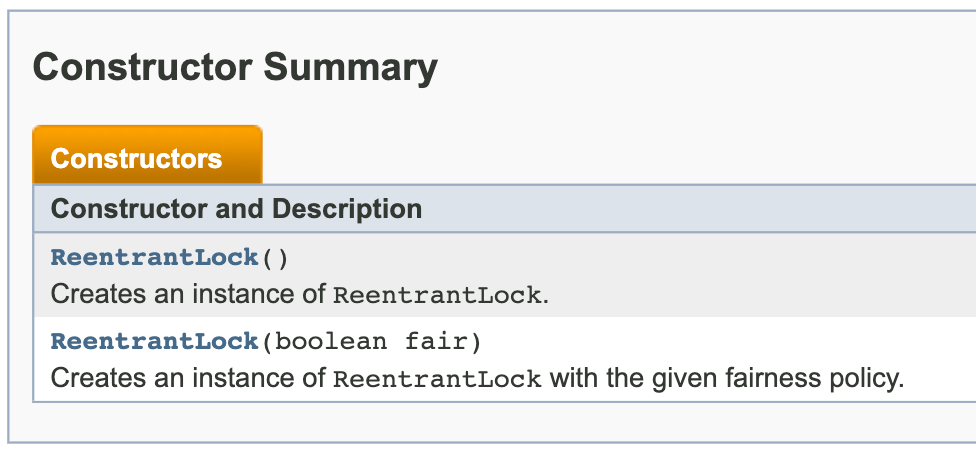 Constructor Summary
Constructors
Constructor and Description
ReentrantLock()
Creates an instance of ReentrantLock.
ReentrantLock(boolean fair)
Creates an instance of ReentrantLock with the given fairness policy.